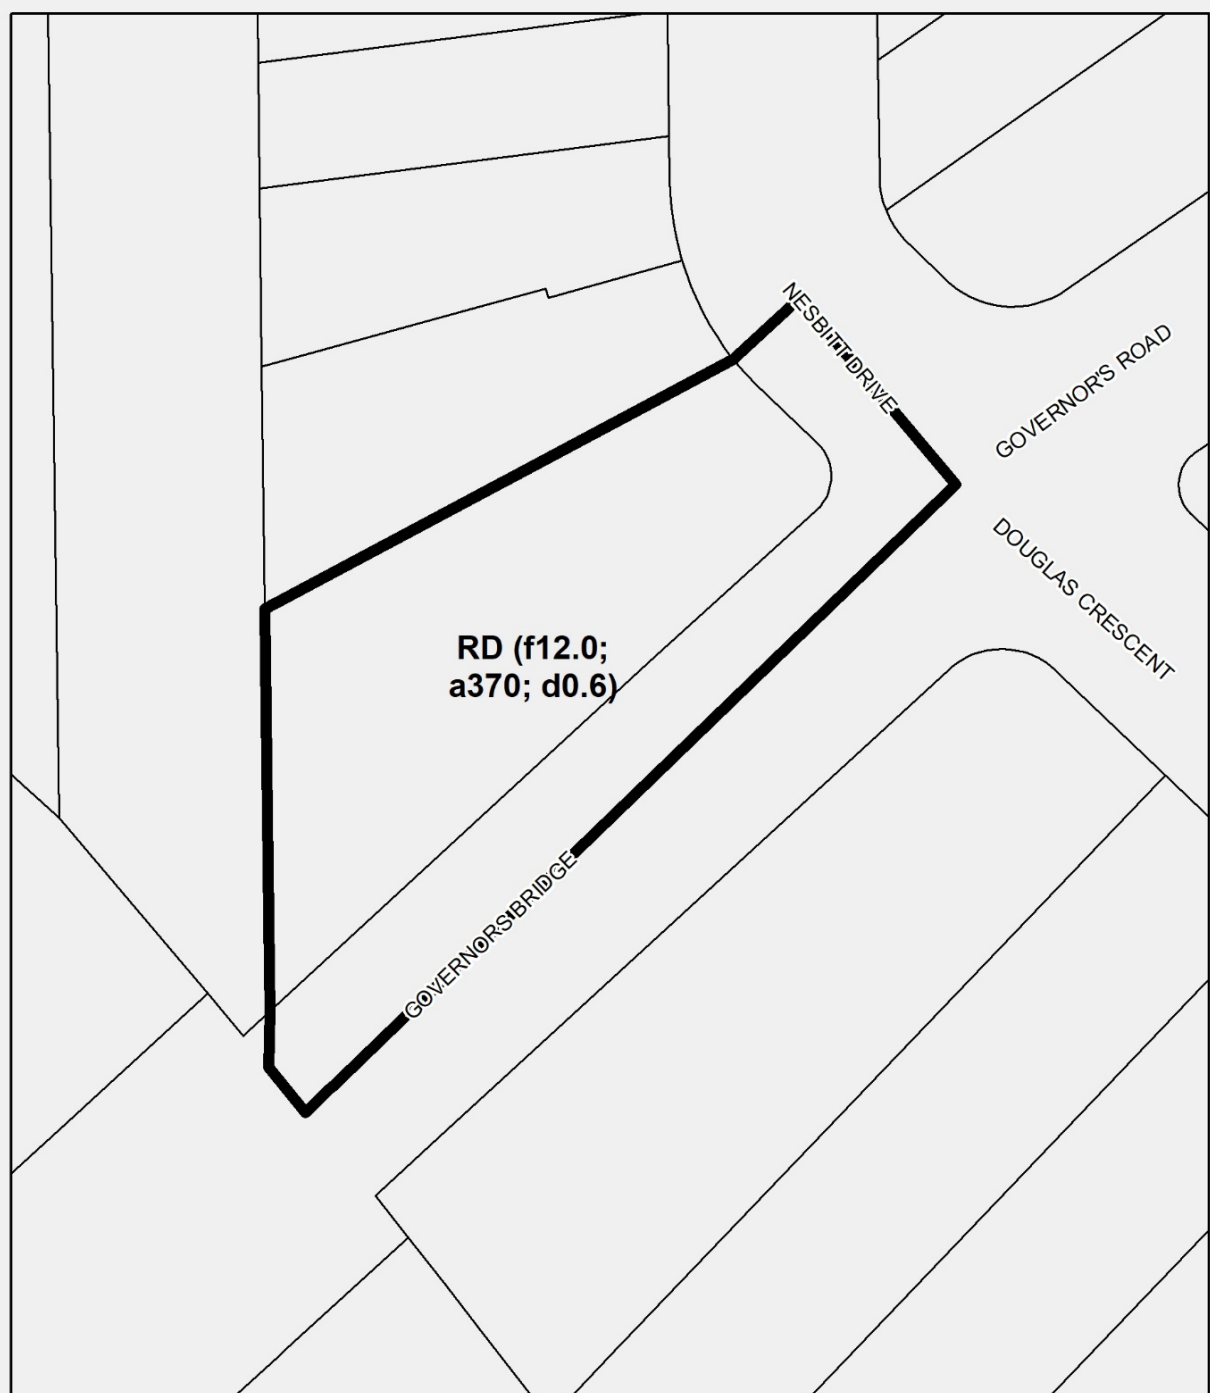 NESBITT DRIVE
GOVERNOR'S ROAD
DOUGLAS CRESCENT
RD (f12.0;
a370; d0.6)
GOVERNORS BRIDGE